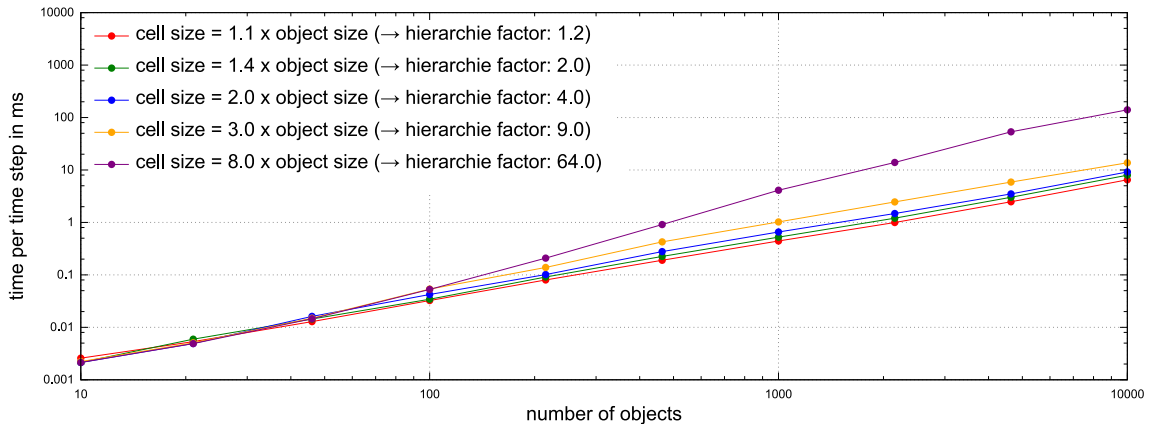 10000
1000
100
10
1
0.1
0.01
0.001
time per time step in ms
cell size = 1.1 x object size (→ hierarchie factor: 1.2)
cell size = 1.4 x object size (→ hierarchie factor: 2.0)
cell size = 2.0 x object size (→ hierarchie factor: 4.0)
cell size = 3.0 x object size (→ hierarchie factor: 9.0)
cell size = 8.0 x object size (→ hierarchie factor: 64.0)
10
100
1000
10000
number of objects